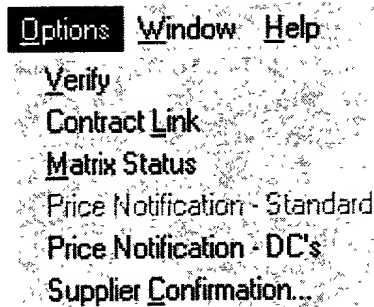 Options Window Help
Verify
Contract Link
Matrix Status
Price Notification - Standard
Price Notification - DC's
Supplier Confirmation...